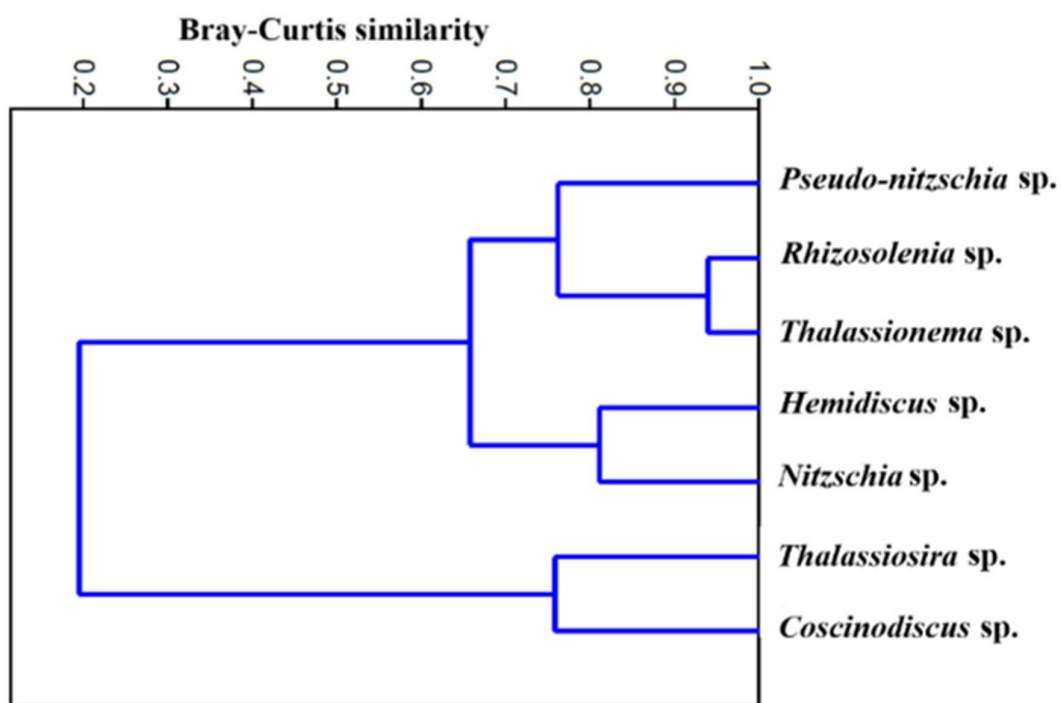 Bray-Curtis similarity
0.2 0.3 0.4 0.5 0.6 0.7 0.8 0.9 1.0
Pseudo-nitzschia sp.
Rhizosolenia sp.
Thalassionema sp.
Hemidiscus sp.
Nitzschia sp.
Thalassiosira sp.
Coscinodiscus sp.